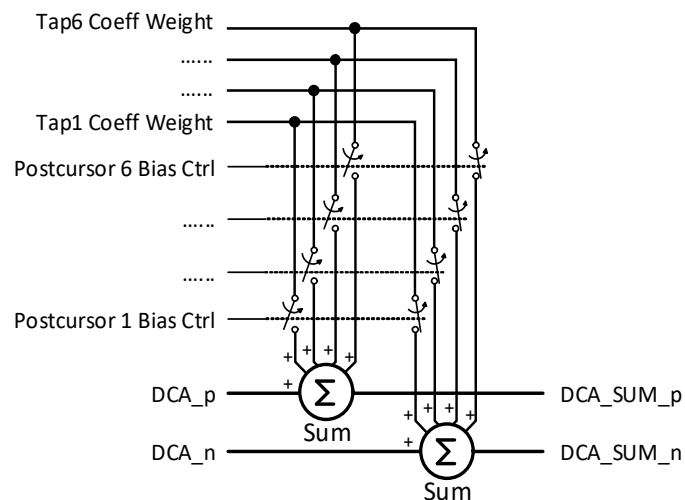 Tap6 Coeff Weight
......
......
Tap1 Coeff Weight
Postcursor 6 Bias Ctrl
......
......
Postcursor 1 Bias Ctrl
+ + + +
DCA_p + Σ DCA_SUM_p
Sum
+ + + +
DCA_n + Σ DCA_SUM_n
Sum